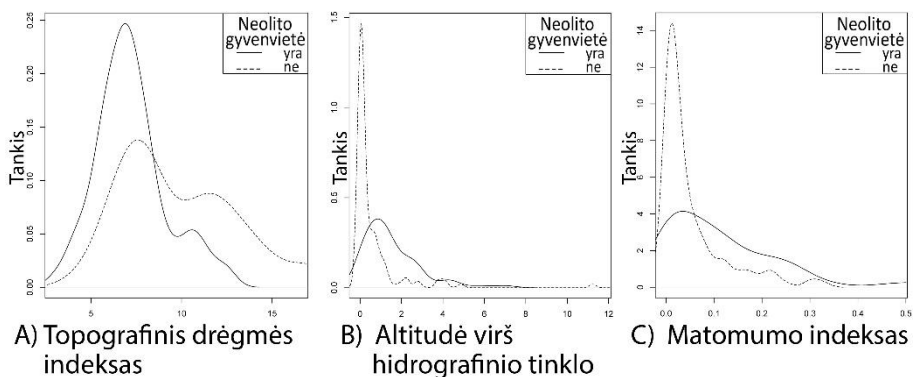 Neolito
gyvenvietė
yra
ne
Tankis
0.00
0.05
0.10
0.15
0.20
0.25
5
10
15
A) Topografinis drėgmės
indeksas
Neolito
gyvenvietė
yra
ne
Tankis
0.0
0.5
1.0
1.5
0 2 4 6 8 10 12
B) Altitudė virš
hidrografinio tinklo
Neolito
gyvenvietė
yra
ne
Tankis
0
2
4
6
8
10
12
14
0.0 0.1 0.2 0.3 0.4 0.5
C) Matomumo indeksas